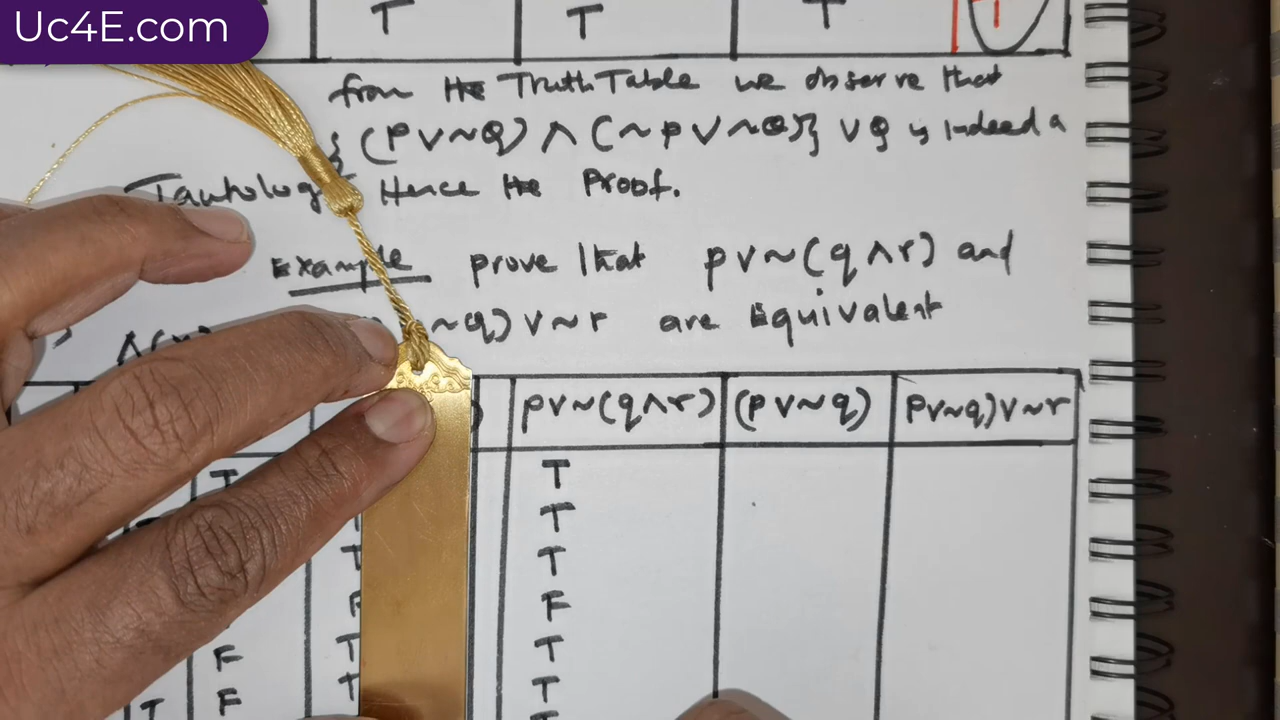 Uc4E.com
T T T T
from the Truth Table we observe that
{(p∨~q) ∧ (~p∨~q)} ∨ q is indeed a
Tautology Hence the Proof.
Example prove that p∨~(q∧r) and
~q)∨~r are Equivalent
p∨~(q∧r) (p∨~q) p∨~q)∨~r
T T
T
T T
F F
F T T
T F T T